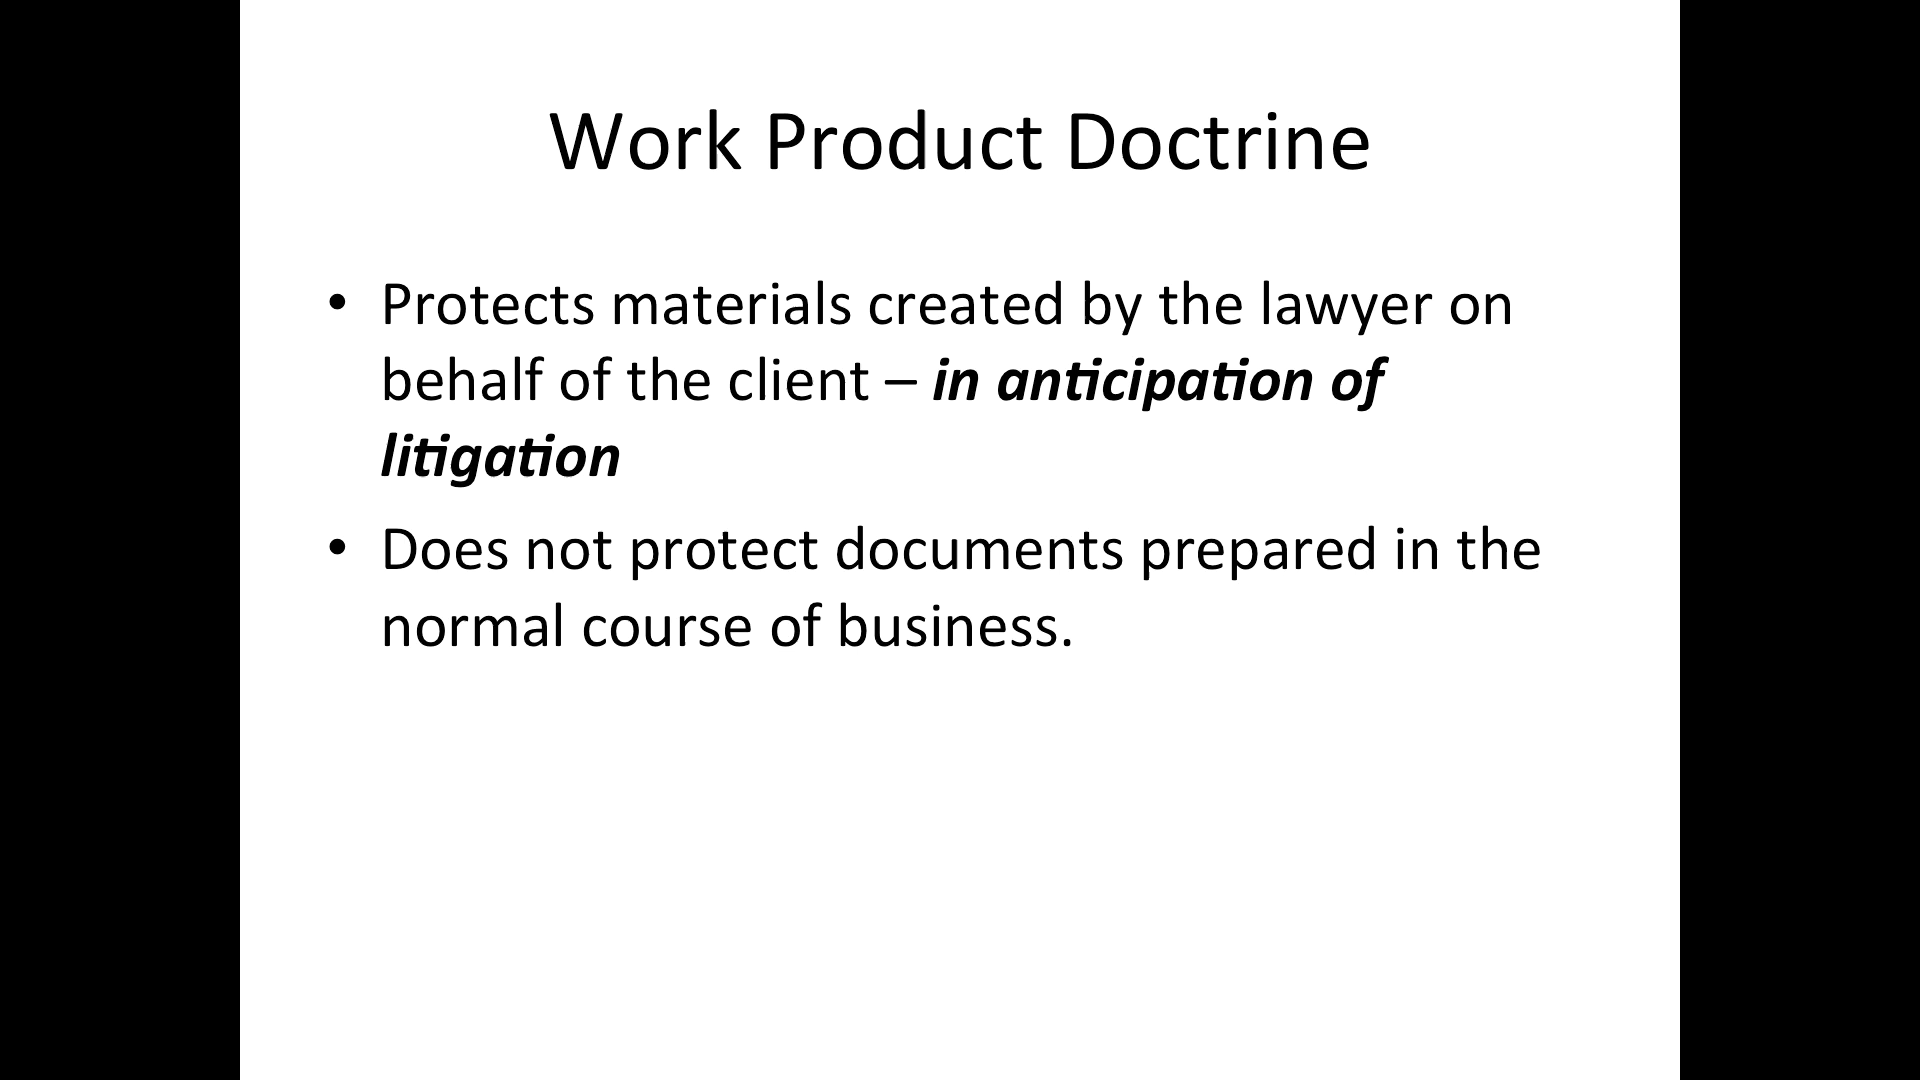 Work Product Doctrine
• Protects materials created by the lawyer on
behalf of the client – in anticipation of
litigation
• Does not protect documents prepared in the
normal course of business.